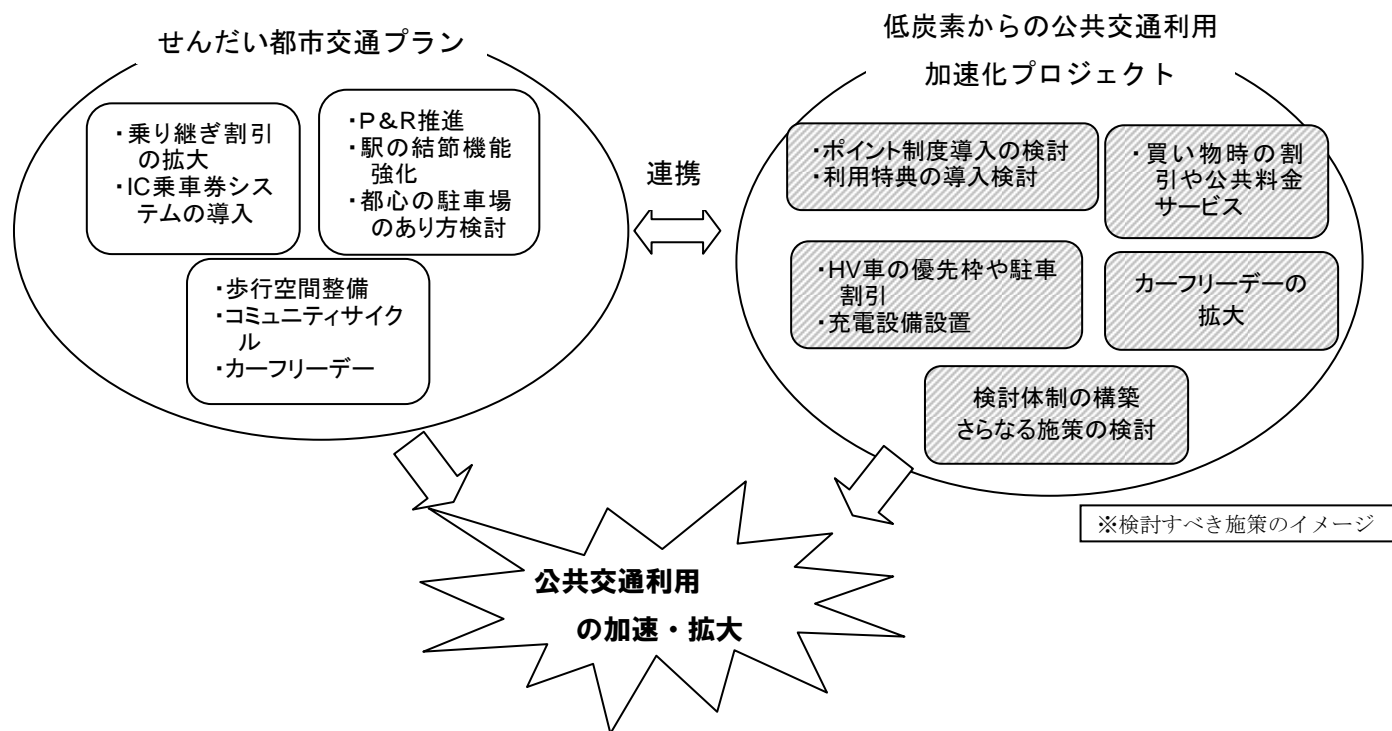 せんだい都市交通プラン
・乗り継ぎ割引
の拡大
・IC乗車券シス
テムの導入
・P&R推進
・駅の結節機能
強化
・都心の駐車場
のあり方検討
・歩行空間整備
・コミュニティサイク
ル
・カーフリーデー
連携
低炭素からの公共交通利用
加速化プロジェクト
・ポイント制度導入の検討
・利用特典の導入検討
・買い物時の割
引や公共料金
サービス
・HV車の優先枠や駐車
割引
・充電設備設置
カーフリーデーの
拡大
検討体制の構築
さらなる施策の検討
※検討すべき施策のイメージ
公共交通利用
の加速・拡大